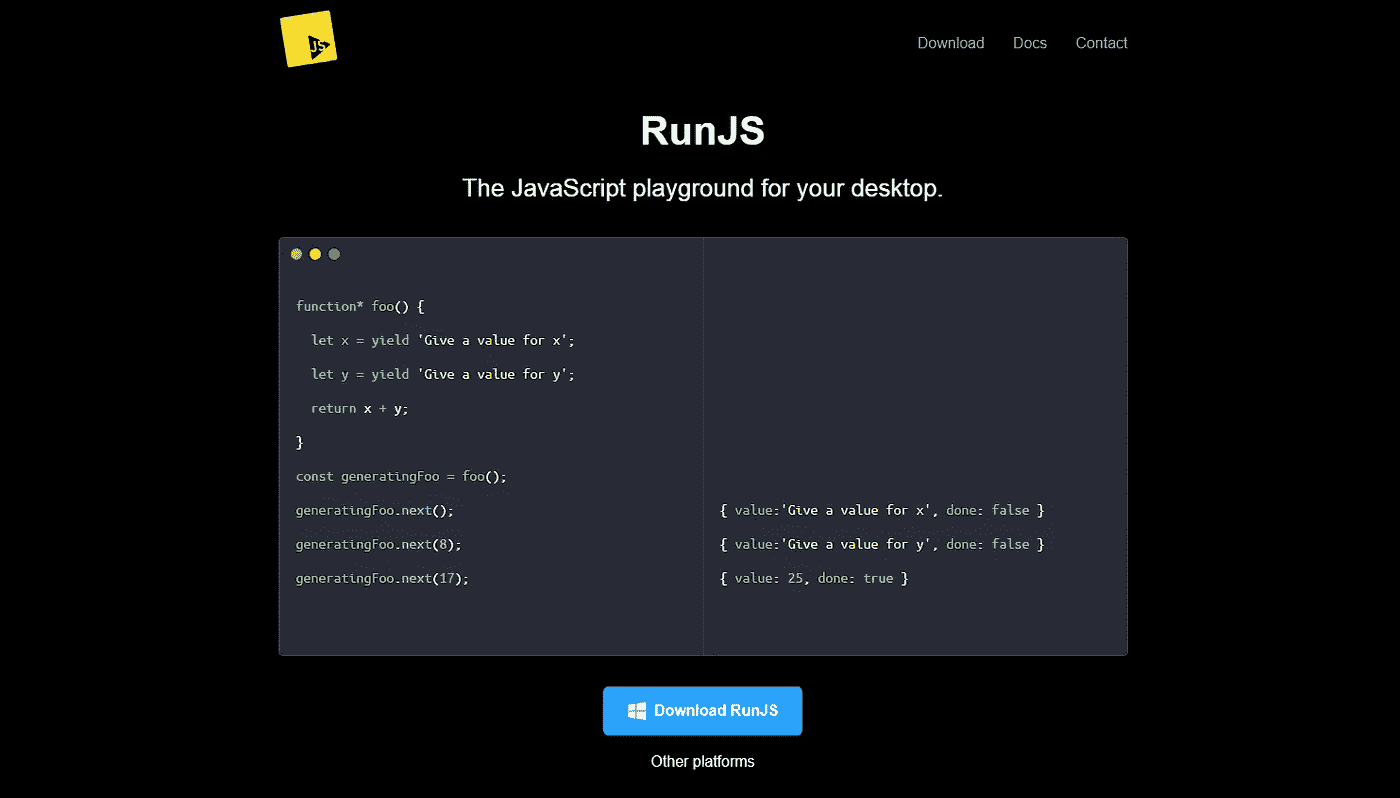 JS
Download Docs Contact
RunJS
The JavaScript playground for your desktop.
function* foo() {
let x = yield 'Give a value for x';
let y = yield 'Give a value for y';
return x + y;
}
const generatingFoo = foo();
generatingFoo.next();
{ value:'Give a value for x', done: false }
generatingFoo.next(8);
{ value:'Give a value for y', done: false }
generatingFoo.next(17);
{ value: 25, done: true }
Download RunJS
Other platforms